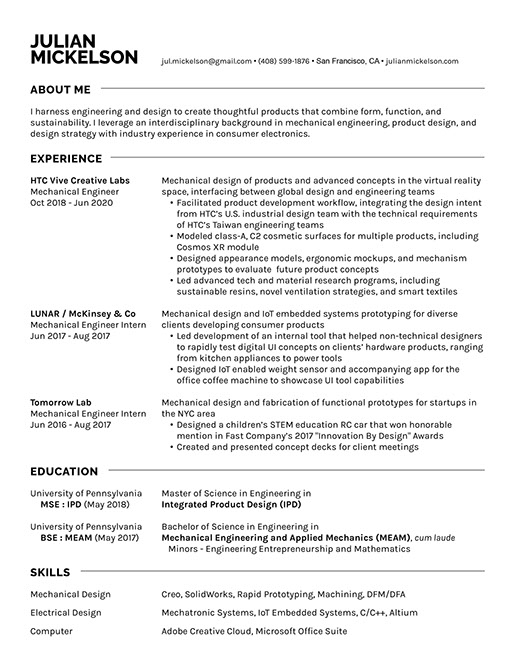 JULIAN
MICKELSON
jul.mickelson@gmail.com • (408) 599-1876 • San Francisco, CA • julianmickelson.com
ABOUT ME
I harness engineering and design to create thoughtful products that combine form, function, and
sustainability. I leverage an interdisciplinary background in mechanical engineering, product design, and
design strategy with industry experience in consumer electronics.
EXPERIENCE
HTC Vive Creative Labs
Mechanical Engineer
Oct 2018 - Jun 2020
Mechanical design of products and advanced concepts in the virtual reality
space, interfacing between global design and engineering teams
• Facilitated product development workflow, integrating the design intent
from HTC's U.S. industrial design team with the technical requirements
of HTC's Taiwan engineering teams
• Modeled class-A, C2 cosmetic surfaces for multiple products, including
Cosmos XR module
• Designed appearance models, ergonomic mockups, and mechanism
prototypes to evaluate future product concepts
• Led advanced tech and material research programs, including
sustainable resins, novel ventilation strategies, and smart textiles
LUNAR / McKinsey & Co
Mechanical Engineer Intern
Jun 2017 - Aug 2017
Mechanical design and IoT embedded systems prototyping for diverse
clients developing consumer products
• Led development of an internal tool that helped non-technical designers
to rapidly test digital UI concepts on clients' hardware products, ranging
from kitchen appliances to power tools
• Designed IoT enabled weight sensor and accompanying app for the
office coffee machine to showcase UI tool capabilities
Tomorrow Lab
Mechanical Engineer Intern
Jun 2016 - Aug 2017
Mechanical design and fabrication of functional prototypes for startups in
the NYC area
• Designed a children's STEM education RC car that won honorable
mention in Fast Company's 2017 "Innovation By Design" Awards
• Created and presented concept decks for client meetings
EDUCATION
University of Pennsylvania
MSE : IPD (May 2018)
Master of Science in Engineering in
Integrated Product Design (IPD)
University of Pennsylvania
BSE : MEAM (May 2017)
Bachelor of Science in Engineering in
Mechanical Engineering and Applied Mechanics (MEAM), cum laude
Minors - Engineering Entrepreneurship and Mathematics
SKILLS
Mechanical Design
Creo, SolidWorks, Rapid Prototyping, Machining, DFM/DFA
Electrical Design
Mechatronic Systems, IoT Embedded Systems, C/C++, Altium
Computer
Adobe Creative Cloud, Microsoft Office Suite